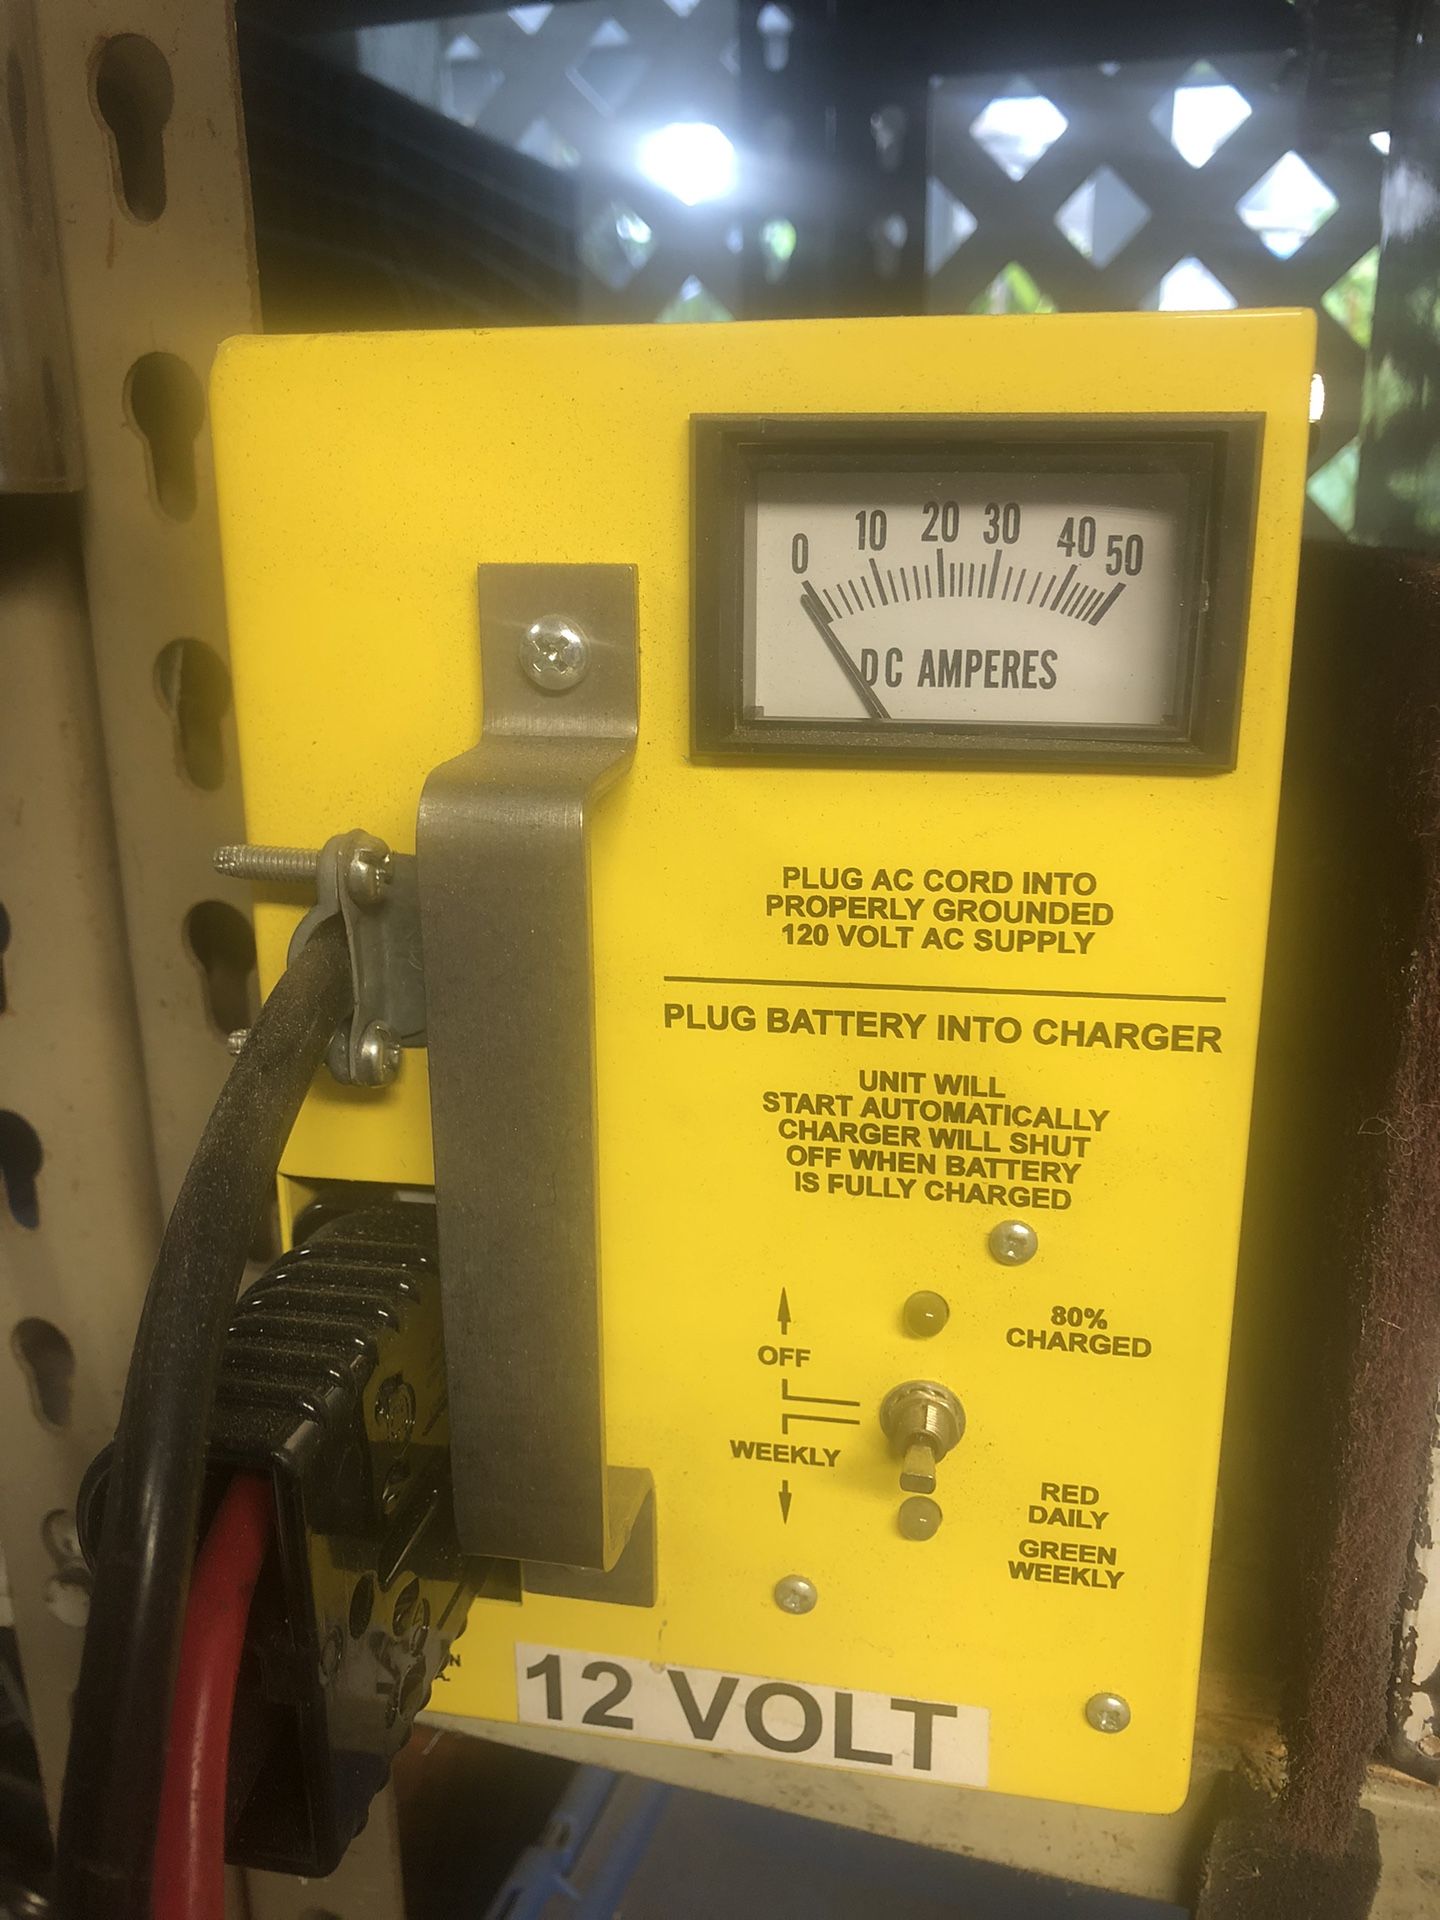 0 10 20 30 40 50
DC AMPERES
PLUG AC CORD INTO
PROPERLY GROUNDED
120 VOLT AC SUPPLY
PLUG BATTERY INTO CHARGER
UNIT WILL
START AUTOMATICALLY
CHARGER WILL SHUT
OFF WHEN BATTERY
IS FULLY CHARGED
80%
CHARGED
OFF
WEEKLY
RED
DAILY
GREEN
WEEKLY
12 VOLT